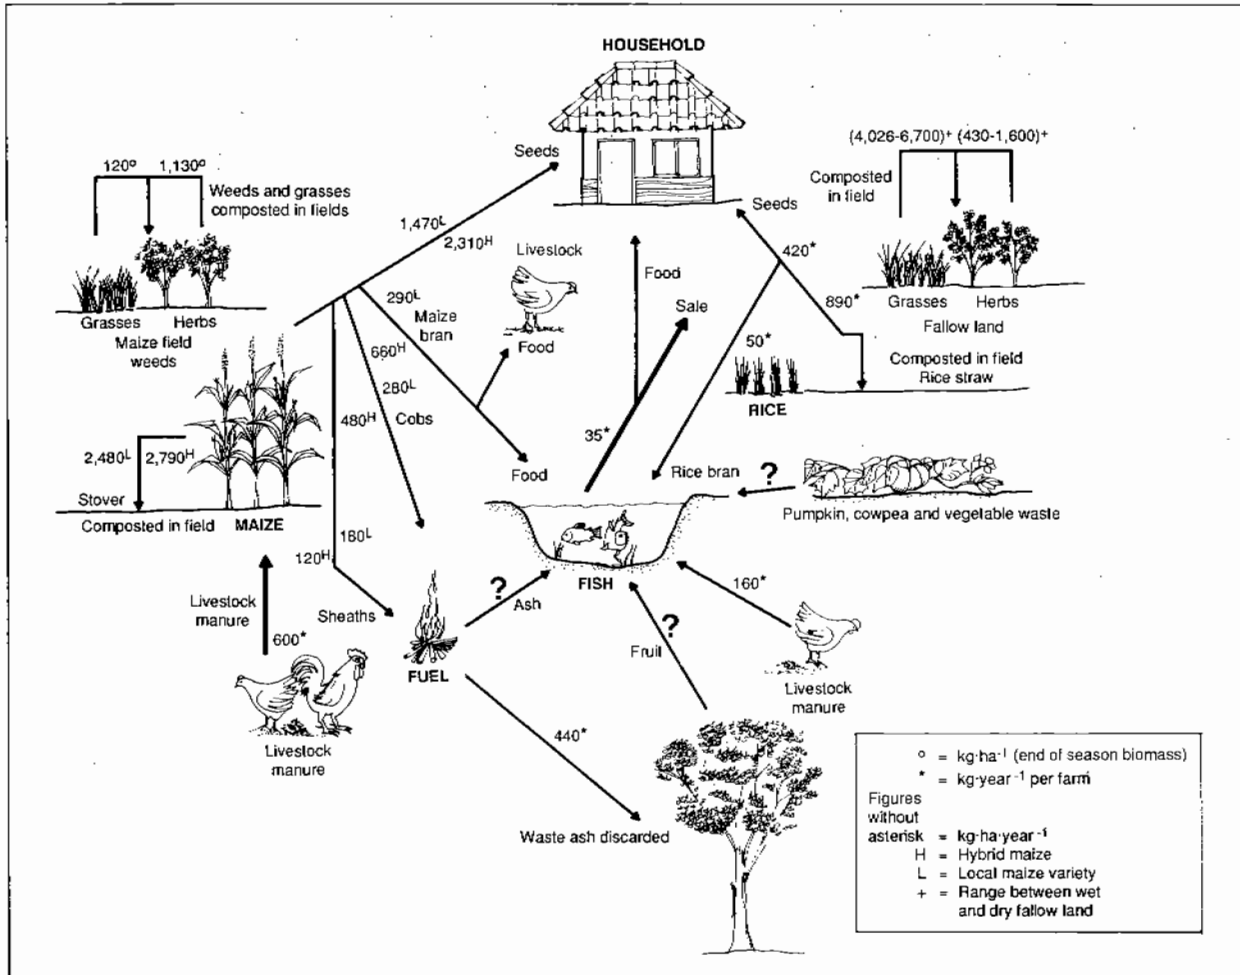 HOUSEHOLD
Seeds
120º 1,130º
Weeds and grasses
composted in fields
Grasses Herbs
Maize field
weeds
1,470ᴸ
2,310ᴴ
(4,026-6,700)⁺ (430-1,600)⁺
Composted
in field
Grasses Herbs
Fallow land
Seeds
420*
890*
50*
Composted in field
Rice straw
RICE
Livestock
Food
290ᴸ
Maize
bran
660ᴴ
280ᴸ
480ᴴ Cobs
Food
Sale
35*
Food
Rice bran
?
Pumpkin, cowpea and vegetable waste
2,480ᴸ 2,790ᴴ
Stover
Composted in field MAIZE
180ᴸ
120ᴴ
Sheaths
Livestock
manure
600*
Livestock
manure
FUEL
?
Ash
FISH
?
Fruit
160*
Livestock
manure
440*
Waste ash discarded
º = kg·ha⁻¹ (end of season biomass)
* = kg·year⁻¹ per farm
Figures
without
asterisk = kg·ha·year⁻¹
H = Hybrid maize
L = Local maize variety
+ = Range between wet
and dry fallow land